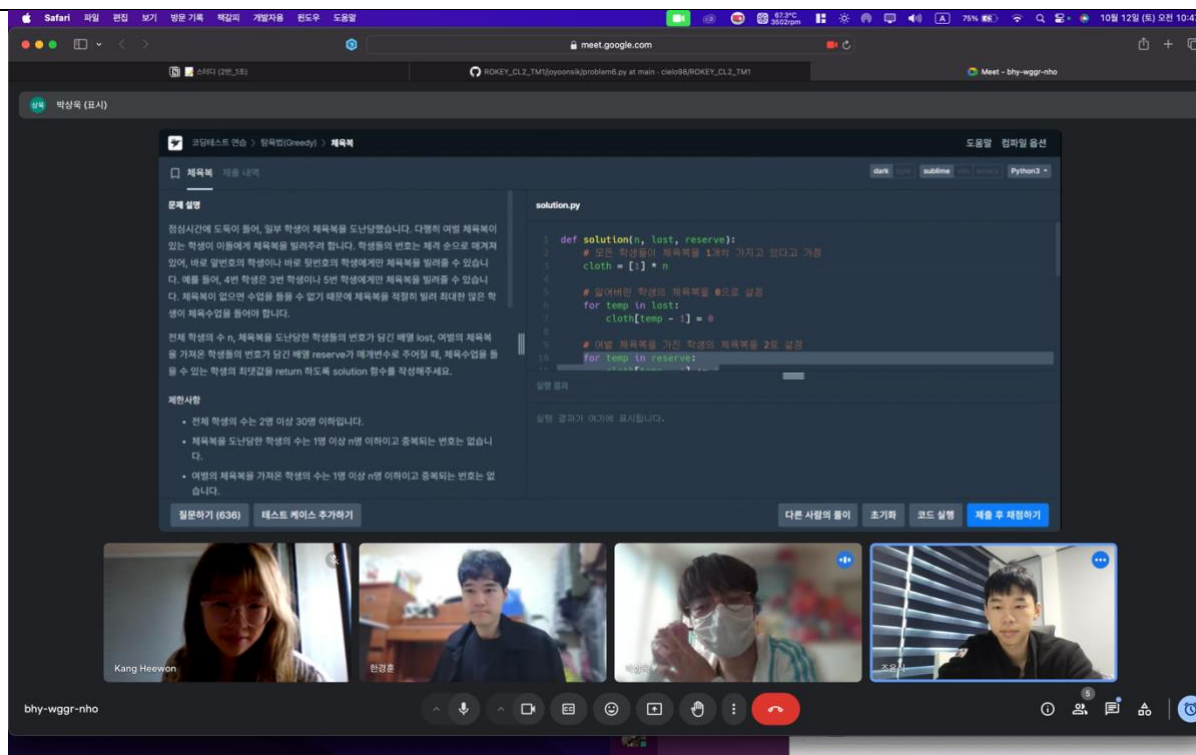 Safari 파일 편집 보기 방문 기록 책갈피 개발자용 윈도우 도움말
67.3°C
3502rpm
75%
10월 12일 (토) 오전 10:4
meet.google.com
스터디 (2반_5조)
ROKEY_CL2_TM1/joyoonsik/problem6.py at main · cielo98/ROKEY_CL2_TM1
Meet - bhy-wggr-nho
상욱
박상욱 (표시)
코딩테스트 연습 > 탐욕법(Greedy) > 체육복
도움말 컴파일 옵션
체육복 제출 내역
dark sublime Python3
문제 설명
점심시간에 도둑이 들어, 일부 학생이 체육복을 도난당했습니다. 다행히 여벌 체육복이
있는 학생이 이들에게 체육복을 빌려주려 합니다. 학생들의 번호는 체격 순으로 매겨져
있어, 바로 앞번호의 학생이나 바로 뒷번호의 학생에게만 체육복을 빌려줄 수 있습니
다. 예를 들어, 4번 학생은 3번 학생이나 5번 학생에게만 체육복을 빌려줄 수 있습니
다. 체육복이 없으면 수업을 들을 수 없기 때문에 체육복을 적절히 빌려 최대한 많은 학
생이 체육수업을 들어야 합니다.
전체 학생의 수 n, 체육복을 도난당한 학생들의 번호가 담긴 배열 lost, 여벌의 체육복
을 가져온 학생들의 번호가 담긴 배열 reserve가 매개변수로 주어질 때, 체육수업을 들
을 수 있는 학생의 최댓값을 return 하도록 solution 함수를 작성해주세요.
제한사항
• 전체 학생의 수는 2명 이상 30명 이하입니다.
• 체육복을 도난당한 학생의 수는 1명 이상 n명 이하이고 중복되는 번호는 없습니
다.
• 여벌의 체육복을 가져온 학생의 수는 1명 이상 n명 이하이고 중복되는 번호는 없
습니다.
solution.py
1 def solution(n, lost, reserve):
2 # 모든 학생들이 체육복을 1개씩 가지고 있다고 가정
3 cloth = [1] * n
4
5 # 잃어버린 학생의 체육복을 0으로 설정
6 for temp in lost:
7 cloth[temp - 1] = 0
8
9 # 여벌 체육복을 가진 학생의 체육복을 2로 설정
10 for temp in reserve:
실행 결과
실행 결과가 여기에 표시됩니다.
질문하기 (636) 테스트 케이스 추가하기
다른 사람의 풀이 초기화 코드 실행 제출 후 채점하기
Kang Heewon
한경훈
bhy-wggr-nho
5